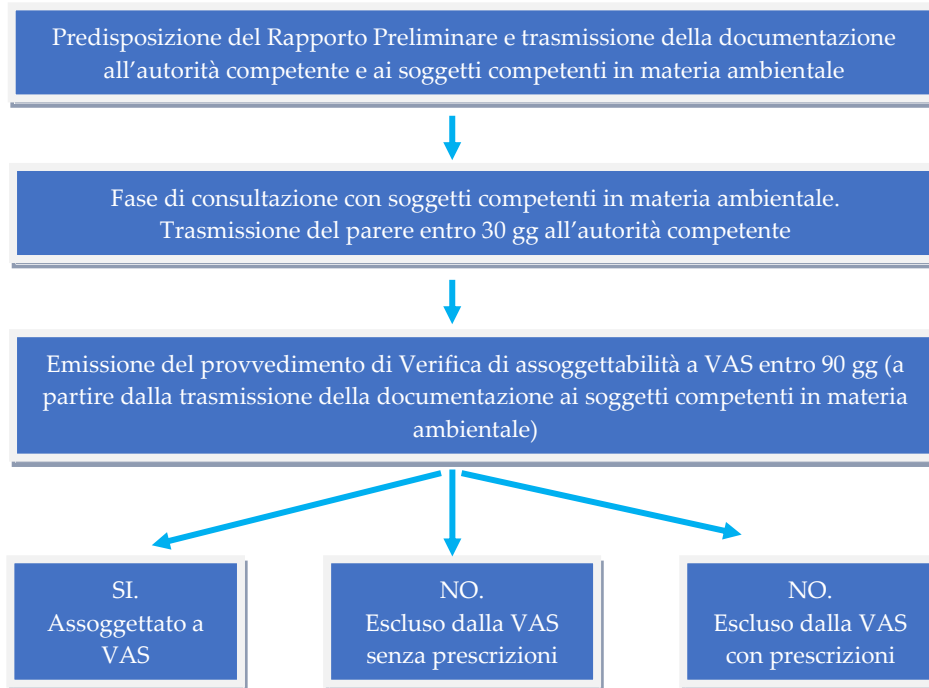 Predisposizione del Rapporto Preliminare e trasmissione della documentazione
all’autorità competente e ai soggetti competenti in materia ambientale
Fase di consultazione con soggetti competenti in materia ambientale.
Trasmissione del parere entro 30 gg all’autorità competente
Emissione del provvedimento di Verifica di assoggettabilità a VAS entro 90 gg (a
partire dalla trasmissione della documentazione ai soggetti competenti in materia
ambientale)
SI.
Assoggettato a
VAS
NO.
Escluso dalla VAS
senza prescrizioni
NO.
Escluso dalla VAS
con prescrizioni